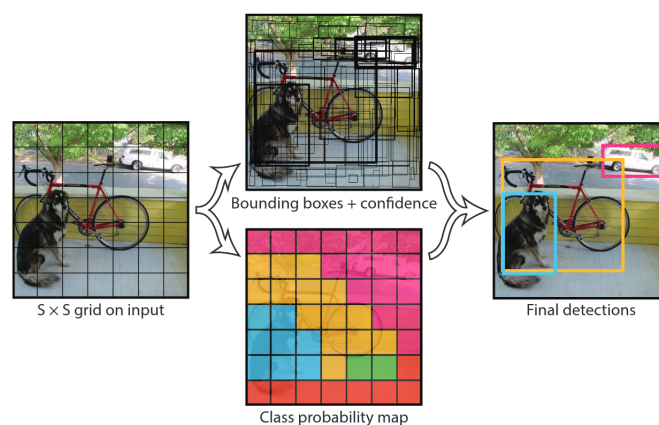 Bounding boxes + confidence
S × S grid on input
Final detections
Class probability map